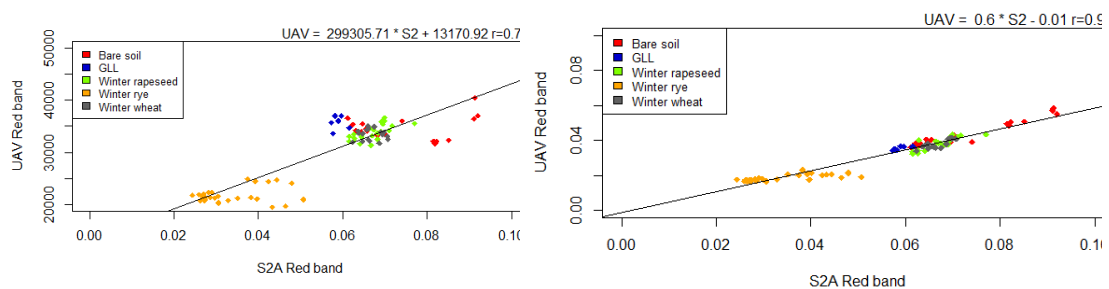 UAV = 299305.71 * S2 + 13170.92 r=0.7
50000
40000
30000
20000
UAV Red band
Bare soil
GLL
Winter rapeseed
Winter rye
Winter wheat
0.00 0.02 0.04 0.06 0.08 0.10
S2A Red band
UAV = 0.6 * S2 - 0.01 r=0.9
0.08
0.04
0.00
UAV Red band
Bare soil
GLL
Winter rapeseed
Winter rye
Winter wheat
0.00 0.02 0.04 0.06 0.08 0.10
S2A Red band